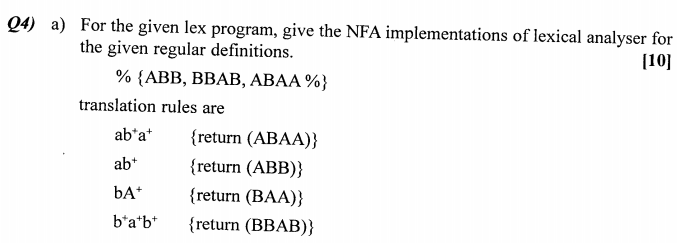 Q4) a) For the given lex program, give the NFA implementations of lexical analyser for
the given regular definitions. [10]
% {ABB, BBAB, ABAA %}
translation rules are
ab⁺a⁺ {return (ABAA)}
ab⁺ {return (ABB)}
bA⁺ {return (BAA)}
b⁺a⁺b⁺ {return (BBAB)}